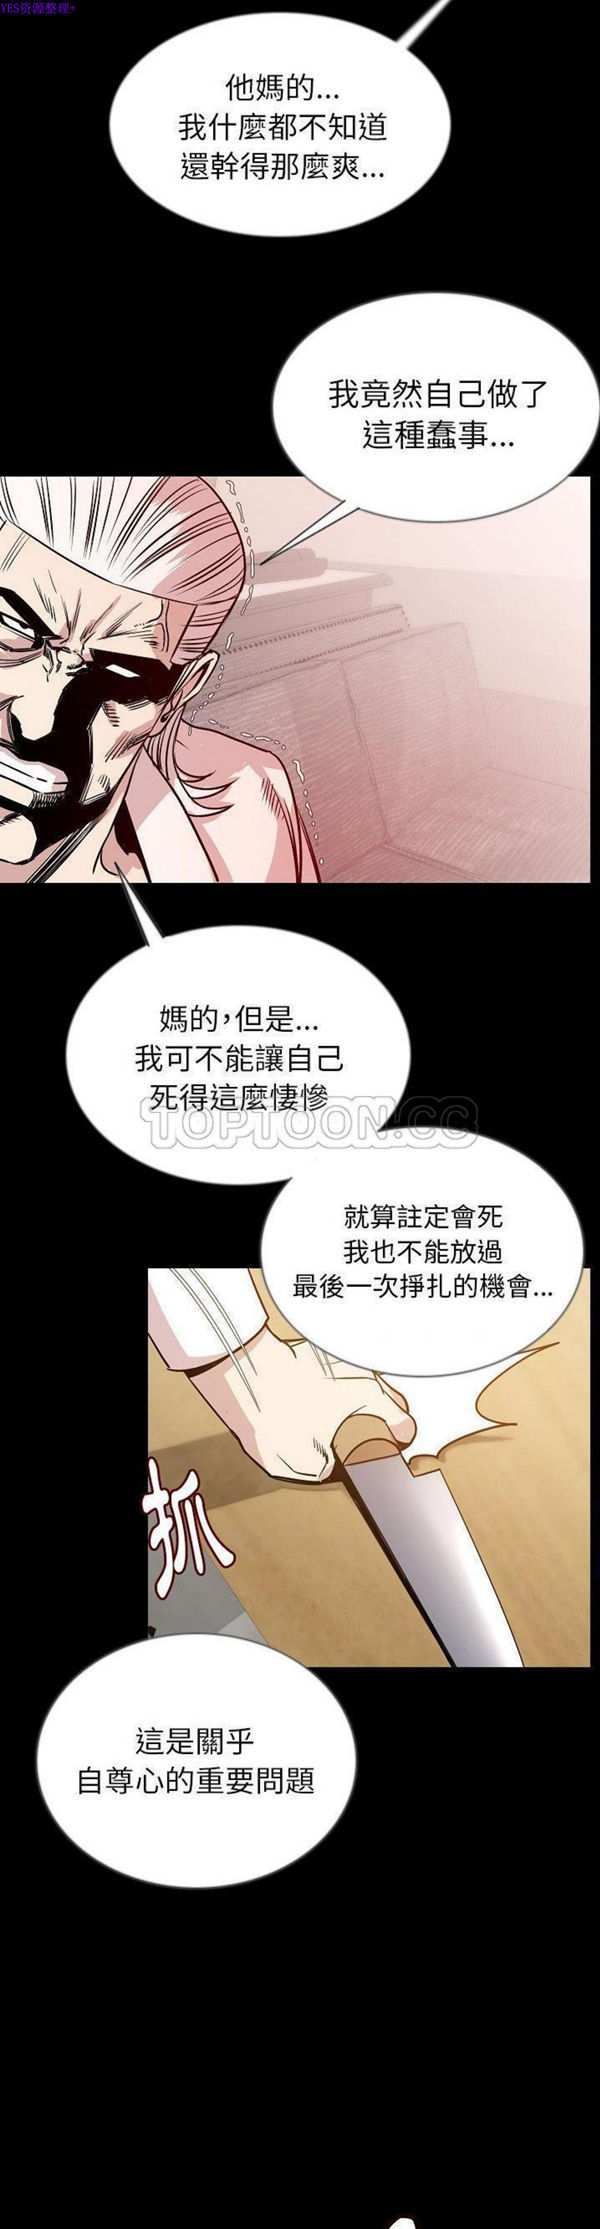 YES资源整理+
他媽的...
我什麼都不知道
還幹得那麼爽...
我竟然自己做了
這種蠢事...
媽的,但是...
我可不能讓自己
死得這麼悽慘
TOPTOON.CC
就算註定會死
我也不能放過
最後一次掙扎的機會...
抓
這是關乎
自尊心的重要問題